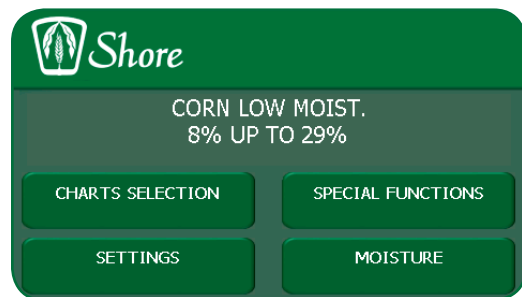 Shore
CORN LOW MOIST.
8% UP TO 29%
CHARTS SELECTION
SPECIAL FUNCTIONS
SETTINGS
MOISTURE